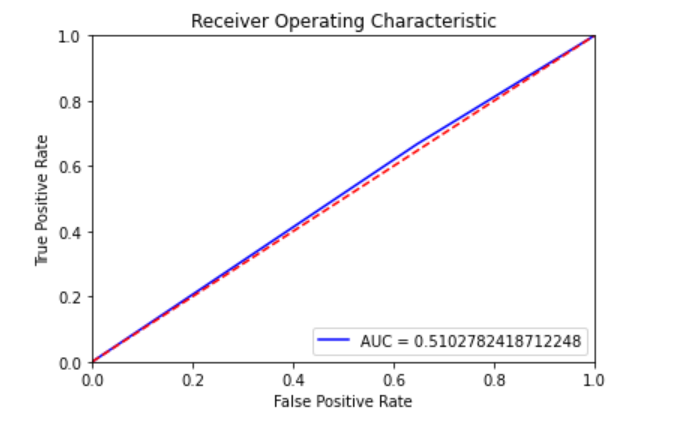 Receiver Operating Characteristic
1.0
0.8
0.6
0.4
0.2
0.0
True Positive Rate
AUC = 0.5102782418712248
0.0 0.2 0.4 0.6 0.8 1.0
False Positive Rate